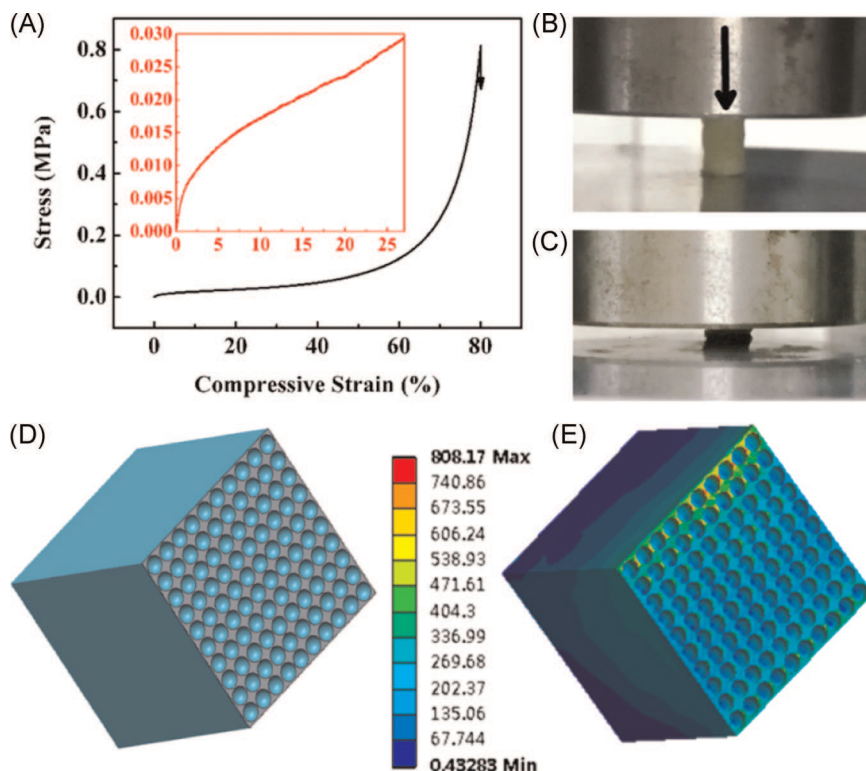 (A)
0.8
0.6
0.4
0.2
0.0
Stress (MPa)
0.030
0.025
0.020
0.015
0.010
0.005
0.000
0 5 10 15 20 25
0 20 40 60 80
Compressive Strain (%)
(B)
(C)
(D)
808.17 Max
740.86
673.55
606.24
538.93
471.61
404.3
336.99
269.68
202.37
135.06
67.744
0.43283 Min
(E)